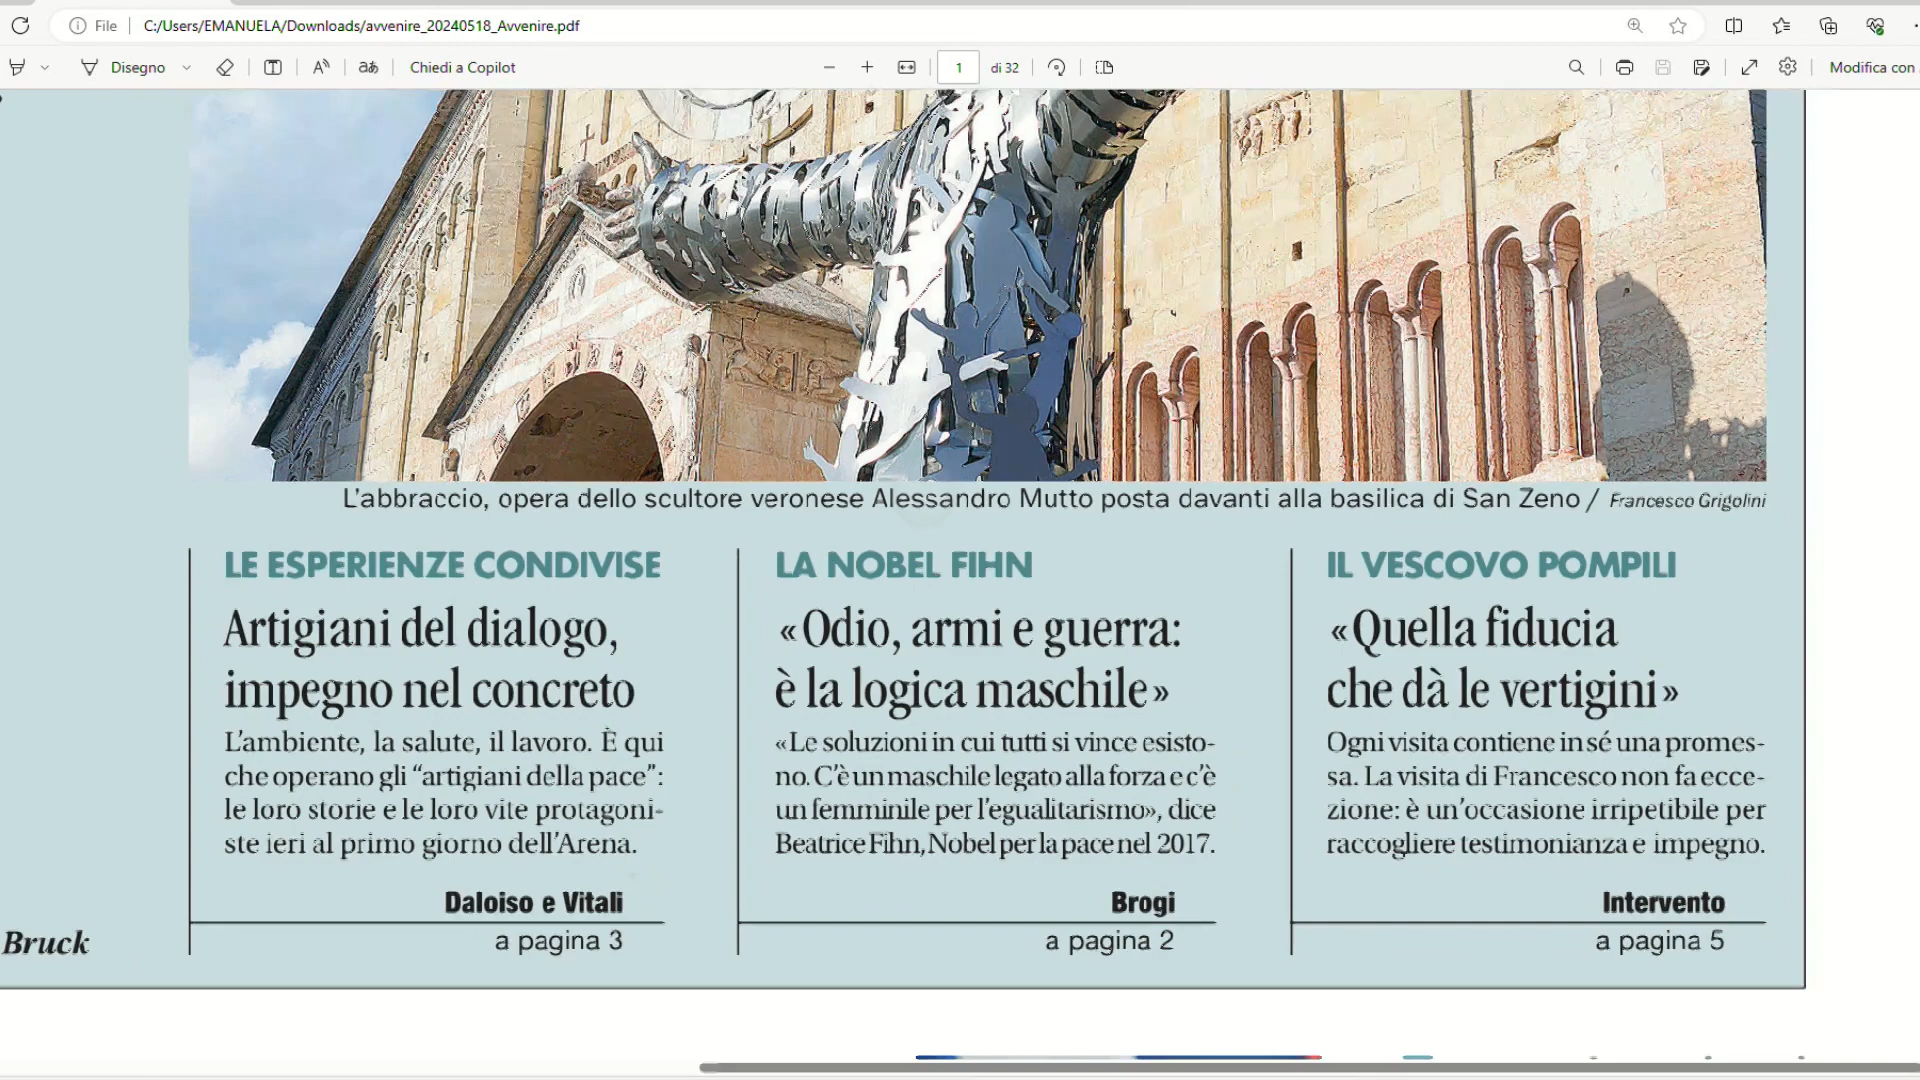 File
C:/Users/EMANUELA/Downloads/avvenire_20240518_Avvenire.pdf
Disegno
Chiedi a Copilot
1
di 32
Modifica con
L'abbraccio, opera dello scultore veronese Alessandro Mutto posta davanti alla basilica di San Zeno / Francesco Grigolini
LE ESPERIENZE CONDIVISE
Artigiani del dialogo,
impegno nel concreto
L'ambiente, la salute, il lavoro. È qui
che operano gli “artigiani della pace”:
le loro storie e le loro vite protagoni-
ste ieri al primo giorno dell'Arena.
Daloiso e Vitali
a pagina 3
LA NOBEL FIHN
«Odio, armi e guerra:
è la logica maschile»
«Le soluzioni in cui tutti si vince esisto-
no. C'è un maschile legato alla forza e c'è
un femminile per l'egualitarismo», dice
Beatrice Fihn, Nobel per la pace nel 2017.
Brogi
a pagina 2
IL VESCOVO POMPILI
«Quella fiducia
che dà le vertigini»
Ogni visita contiene in sé una promes-
sa. La visita di Francesco non fa ecce-
zione: è un'occasione irripetibile per
raccogliere testimonianza e impegno.
Intervento
a pagina 5
Bruck